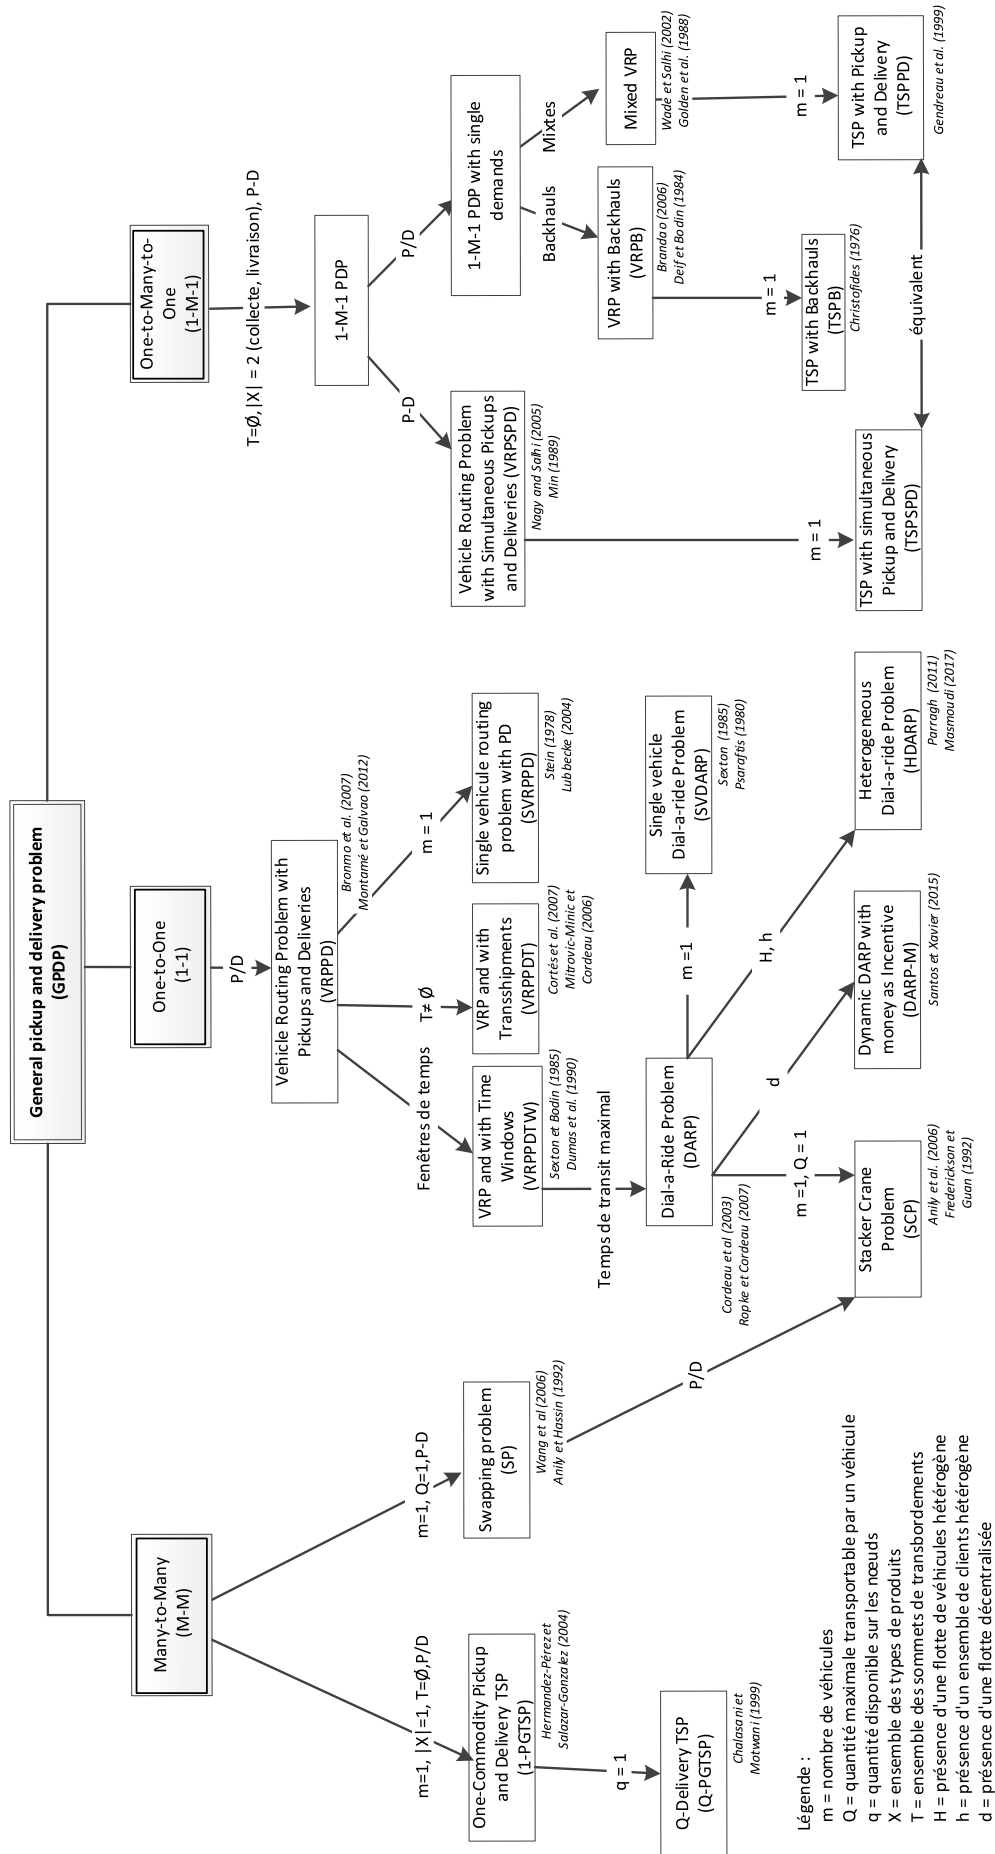 General pickup and delivery problem
(GPDP)
Many-to-Many
(M-M)
One-to-One
(1-1)
One-to-Many-to-
One
(1-M-1)
m=1, |X|=1, T=Ø,P/D
m=1, Q=1,P-D
P/D
T=Ø,|X| = 2 (collecte, livraison), P-D
One-Commodity Pickup
and Delivery TSP
(1-PGTSP)
Hermandez-Pérez et
Salazar-Gonzalez (2004)
q = 1
Q-Delivery TSP
(Q-PGTSP)
Chalasani et
Motwani (1999)
Swapping problem
(SP)
Wang et al (2006)
Anily et Hassin (1992)
P/D
Vehicle Routing Problem with
Pickups and Deliveries
(VRPPD)
Bronmo et al. (2007)
Montamé et Galvao (2012)
Fenêtres de temps
T≠ Ø
m = 1
VRP and with Time
Windows
(VRPPDTW)
Sexton et Bodin (1985)
Dumas et al. (1990)
VRP and with
Transshipments
(VRPPDT)
Cortés et al. (2007)
Mitrovic-Minic et
Cordeau (2006)
Single vehicule routing
problem with PD
(SVRPPD)
Stein (1978)
Lubbecke (2004)
Temps de transit maximal
Dial-a-Ride Problem
(DARP)
Cordeau et al (2003)
Ropke et Cordeau (2007)
m =1
Single vehicle
Dial-a-ride Problem
(SVDARP)
Sexton (1985)
Psaraftis (1980)
m =1, Q = 1
d
H, h
Stacker Crane
Problem
(SCP)
Anily et al. (2006)
Frederickson et
Guan (1992)
Dynamic DARP with
money as Incentive
(DARP-M)
Santos et Xavier (2015)
Heterogeneous
Dial-a-ride Problem
(HDARP)
Parragh (2011)
Masmoudi (2017)
1-M-1 PDP
P-D
P/D
Vehicle Routing Problem
with Simultaneous Pickups
and Deliveries (VRPSPD)
Nagy and Salhi (2005)
Min (1989)
1-M-1 PDP with single
demands
Backhauls
Mixtes
VRP with Backhauls
(VRPB)
Brandao (2006)
Deif et Bodin (1984)
Mixed VRP
Wade et Salhi (2002)
Golden et al. (1988)
m = 1
m = 1
m = 1
TSP with Backhauls
(TSPB)
Christofides (1976)
TSP with simultaneous
Pickup and Delivery
(TSPSPD)
équivalent
TSP with Pickup
and Delivery
(TSPPD)
Gendreau et al. (1999)
Légende :
m = nombre de véhicules
Q = quantité maximale transportable par un véhicule
q = quantité disponible sur les nœuds
X = ensemble des types de produits
T = ensemble des sommets de transbordements
H = présence d'une flotte de véhicules hétérogène
h = présence d'un ensemble de clients hétérogène
d = présence d'une flotte décentralisée